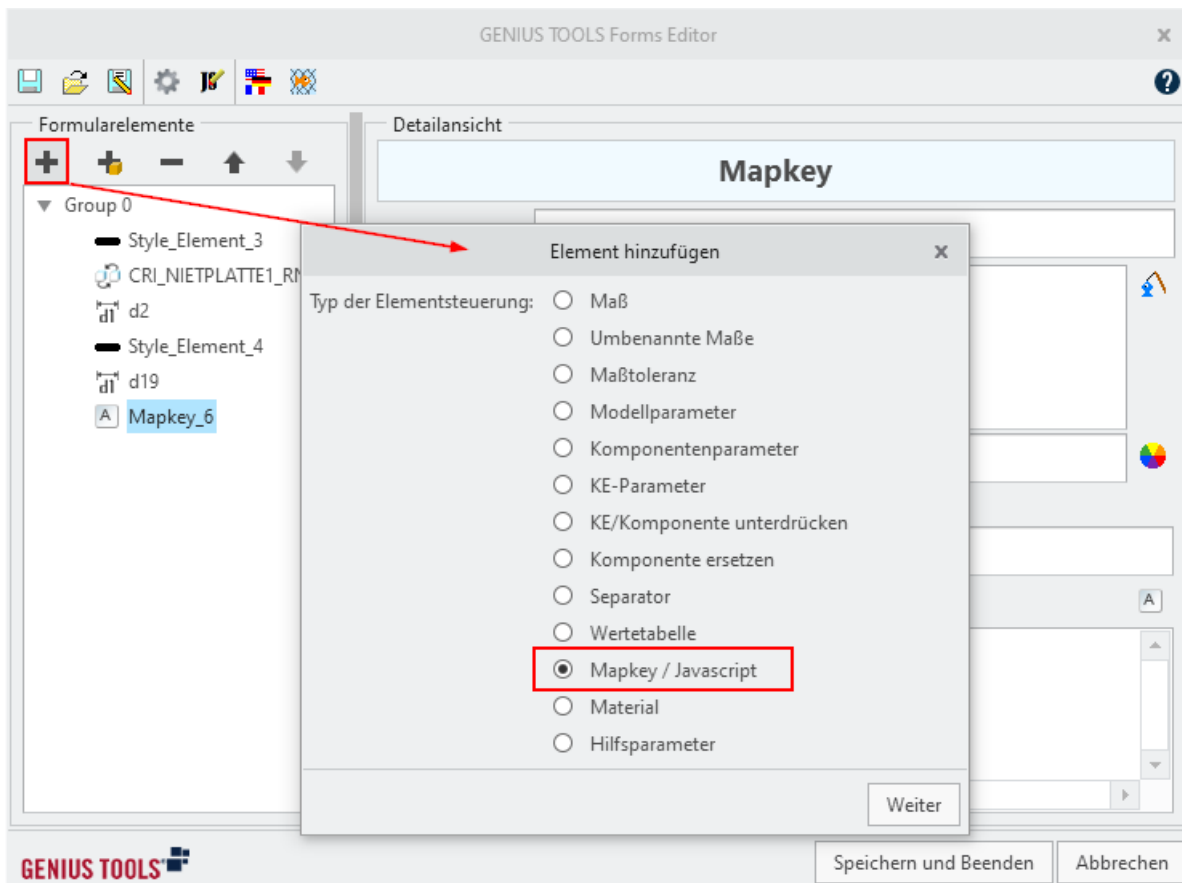 GENIUS TOOLS Forms Editor
Formularelemente
Detailansicht
Mapkey
Group 0
Style_Element_3
CRI_NIETPLATTE1_RN
d2
Style_Element_4
d19
Mapkey_6
Element hinzufügen
Typ der Elementsteuerung:
Maß
Umbenannte Maße
Maßtoleranz
Modellparameter
Komponentenparameter
KE-Parameter
KE/Komponente unterdrücken
Komponente ersetzen
Separator
Wertetabelle
Mapkey / Javascript
Material
Hilfsparameter
Weiter
GENIUS TOOLS
Speichern und Beenden
Abbrechen